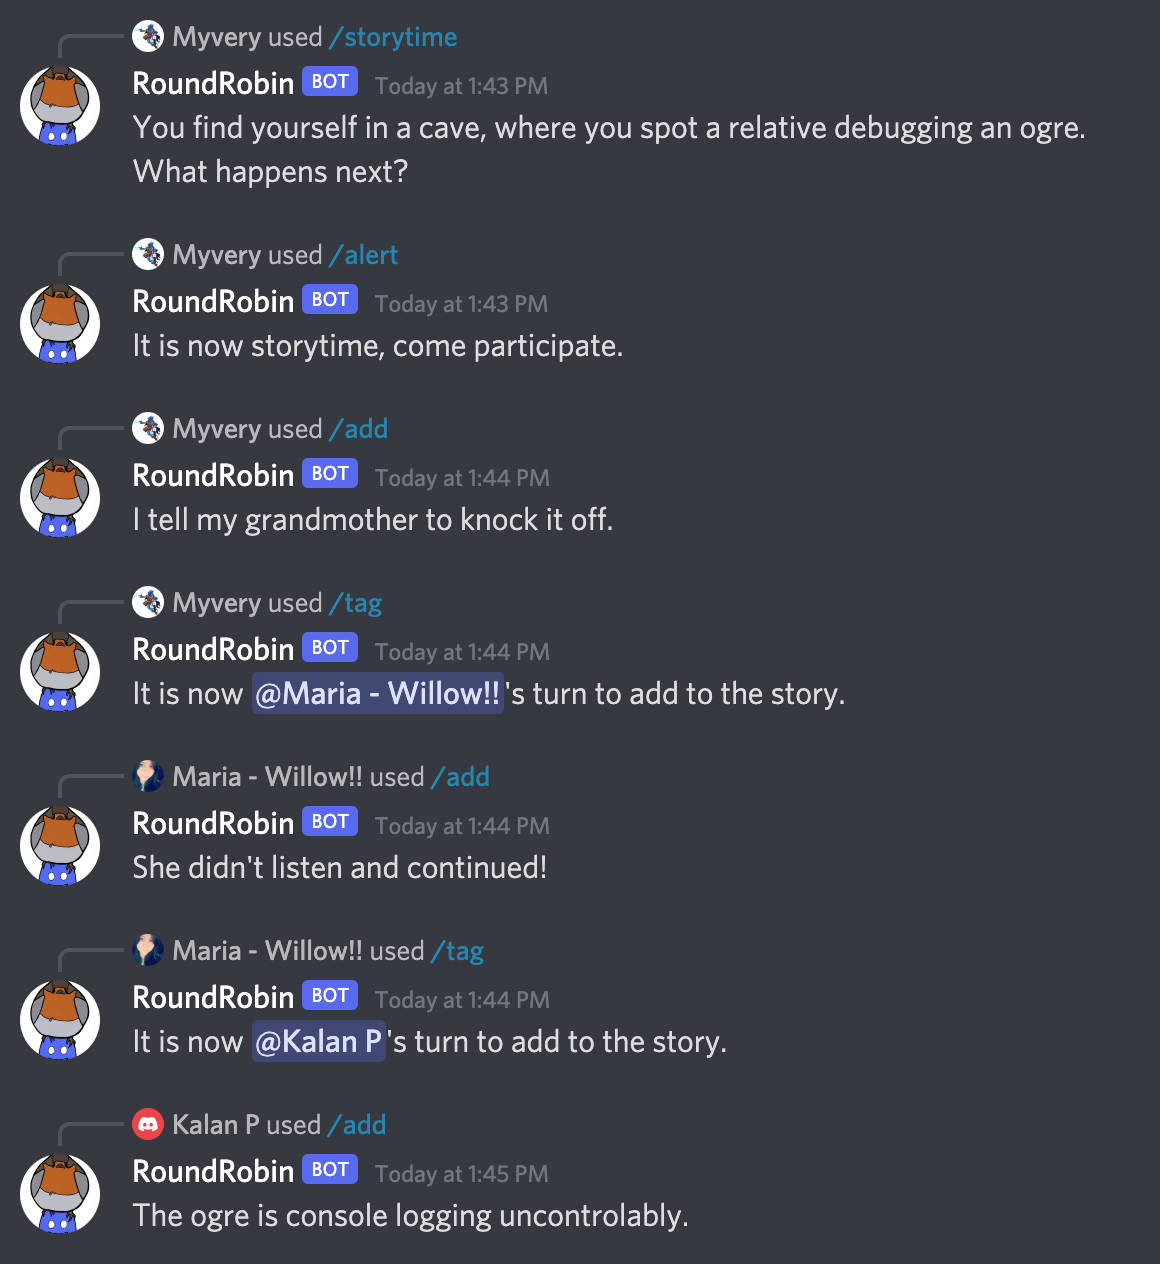 Myvery used /storytime
RoundRobin BOT Today at 1:43 PM
You find yourself in a cave, where you spot a relative debugging an ogre.
What happens next?
Myvery used /alert
RoundRobin BOT Today at 1:43 PM
It is now storytime, come participate.
Myvery used /add
RoundRobin BOT Today at 1:44 PM
I tell my grandmother to knock it off.
Myvery used /tag
RoundRobin BOT Today at 1:44 PM
It is now @Maria - Willow!!'s turn to add to the story.
Maria - Willow!! used /add
RoundRobin BOT Today at 1:44 PM
She didn't listen and continued!
Maria - Willow!! used /tag
RoundRobin BOT Today at 1:44 PM
It is now @Kalan P's turn to add to the story.
Kalan P used /add
RoundRobin BOT Today at 1:45 PM
The ogre is console logging uncontrolably.